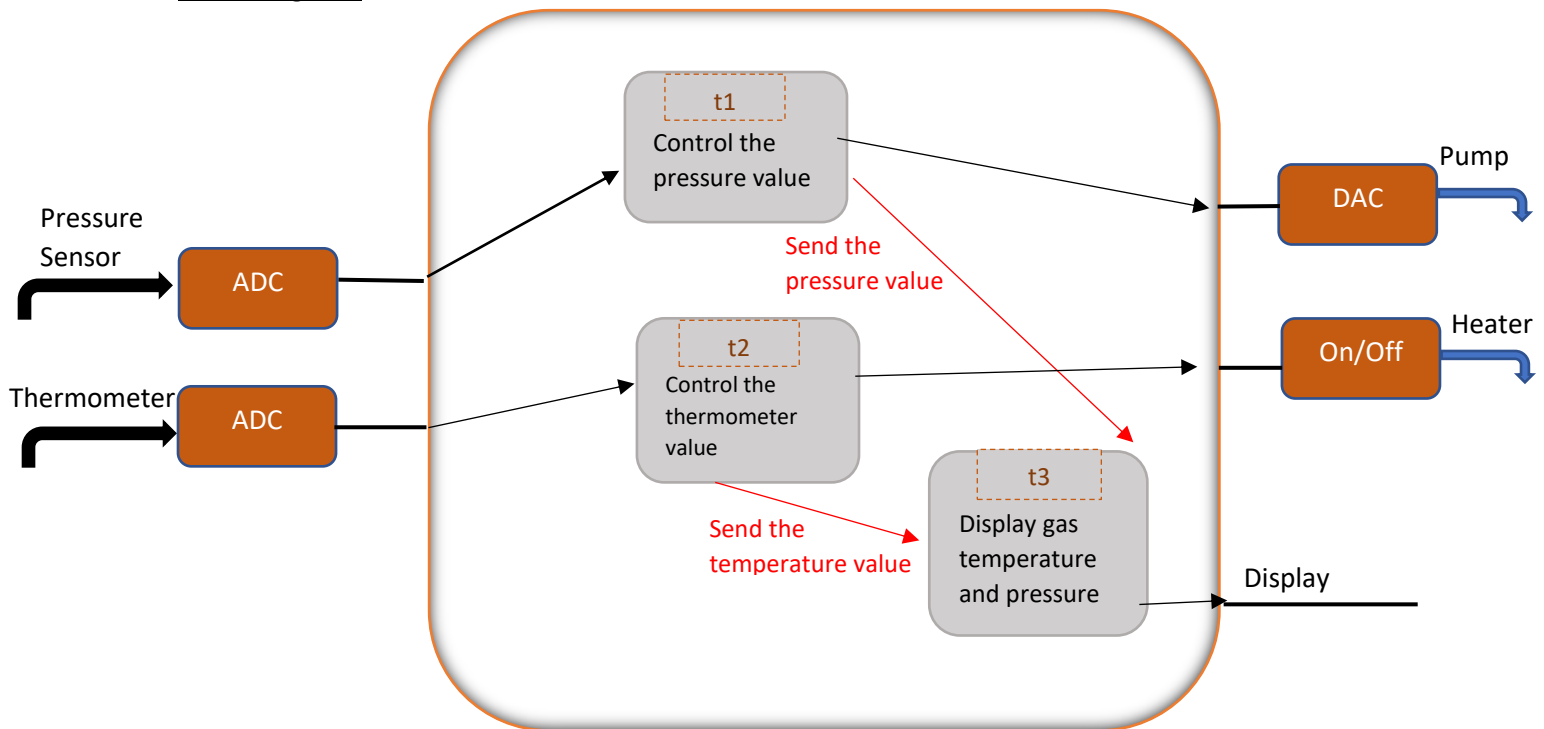 t1
Control the
pressure value
Pump
DAC
Pressure
Sensor
ADC
Send the
pressure value
t2
Control the
thermometer
value
Heater
On/Off
Thermometer
ADC
t3
Display gas
temperature
and pressure
Send the
temperature value
Display